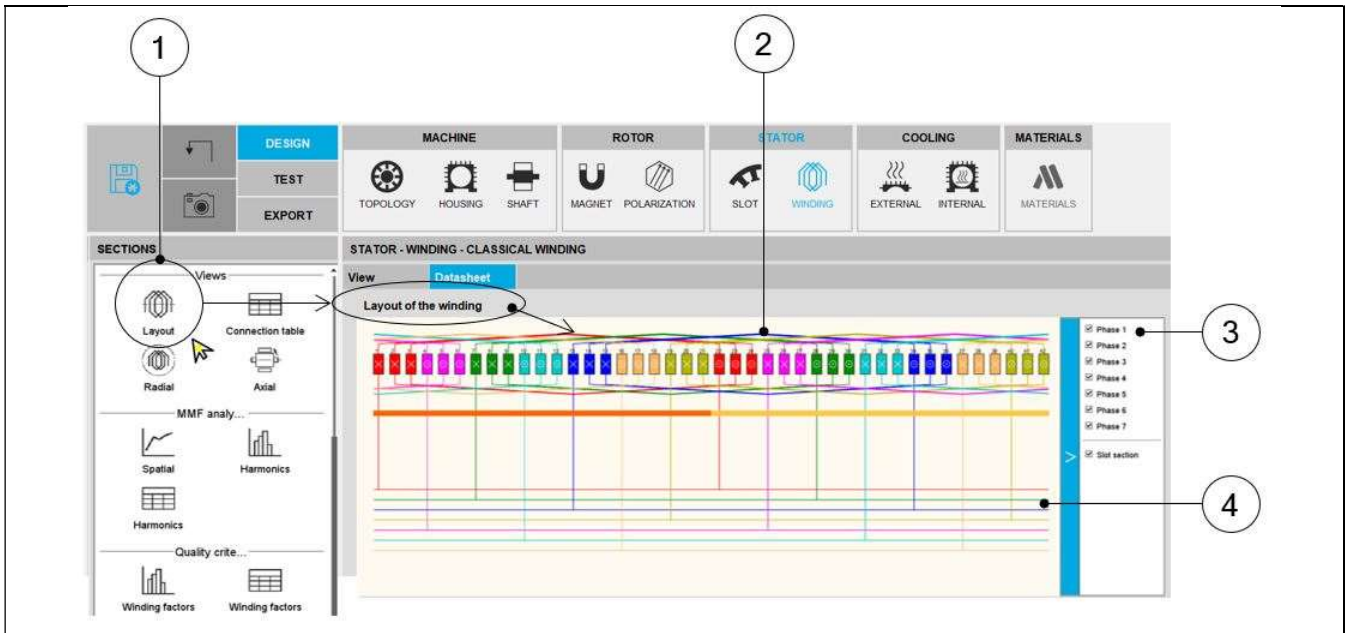 1
2
DESIGN
TEST
EXPORT
MACHINE
TOPOLOGY HOUSING SHAFT
ROTOR
MAGNET POLARIZATION
STATOR
SLOT WINDING
COOLING
EXTERNAL INTERNAL
MATERIALS
MATERIALS
SECTIONS
Views
Layout Connection table
Radial Axial
MMF analy...
Spatial Harmonics
Harmonics
Quality crite...
Winding factors Winding factors
STATOR - WINDING - CLASSICAL WINDING
View Datasheet
Layout of the winding
>
Phase 1
Phase 2
Phase 3
Phase 4
Phase 5
Phase 6
Phase 7
Slot section
3
4